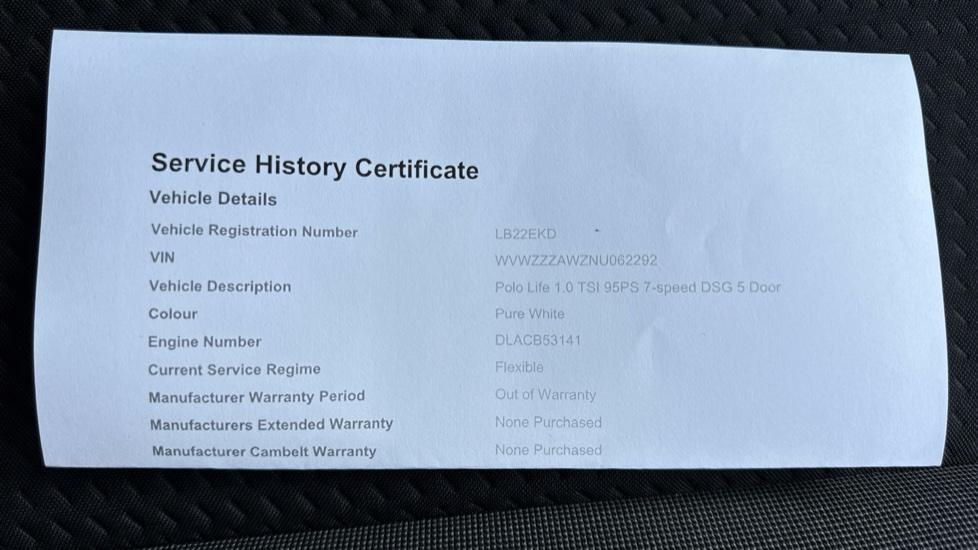 Service History Certificate
Vehicle Details
Vehicle Registration Number LB22EKD
VIN WVWZZZAWZNU062292
Vehicle Description Polo Life 1.0 TSI 95PS 7-speed DSG 5 Door
Colour Pure White
Engine Number DLACB53141
Current Service Regime Flexible
Manufacturer Warranty Period Out of Warranty
Manufacturers Extended Warranty None Purchased
Manufacturer Cambelt Warranty None Purchased